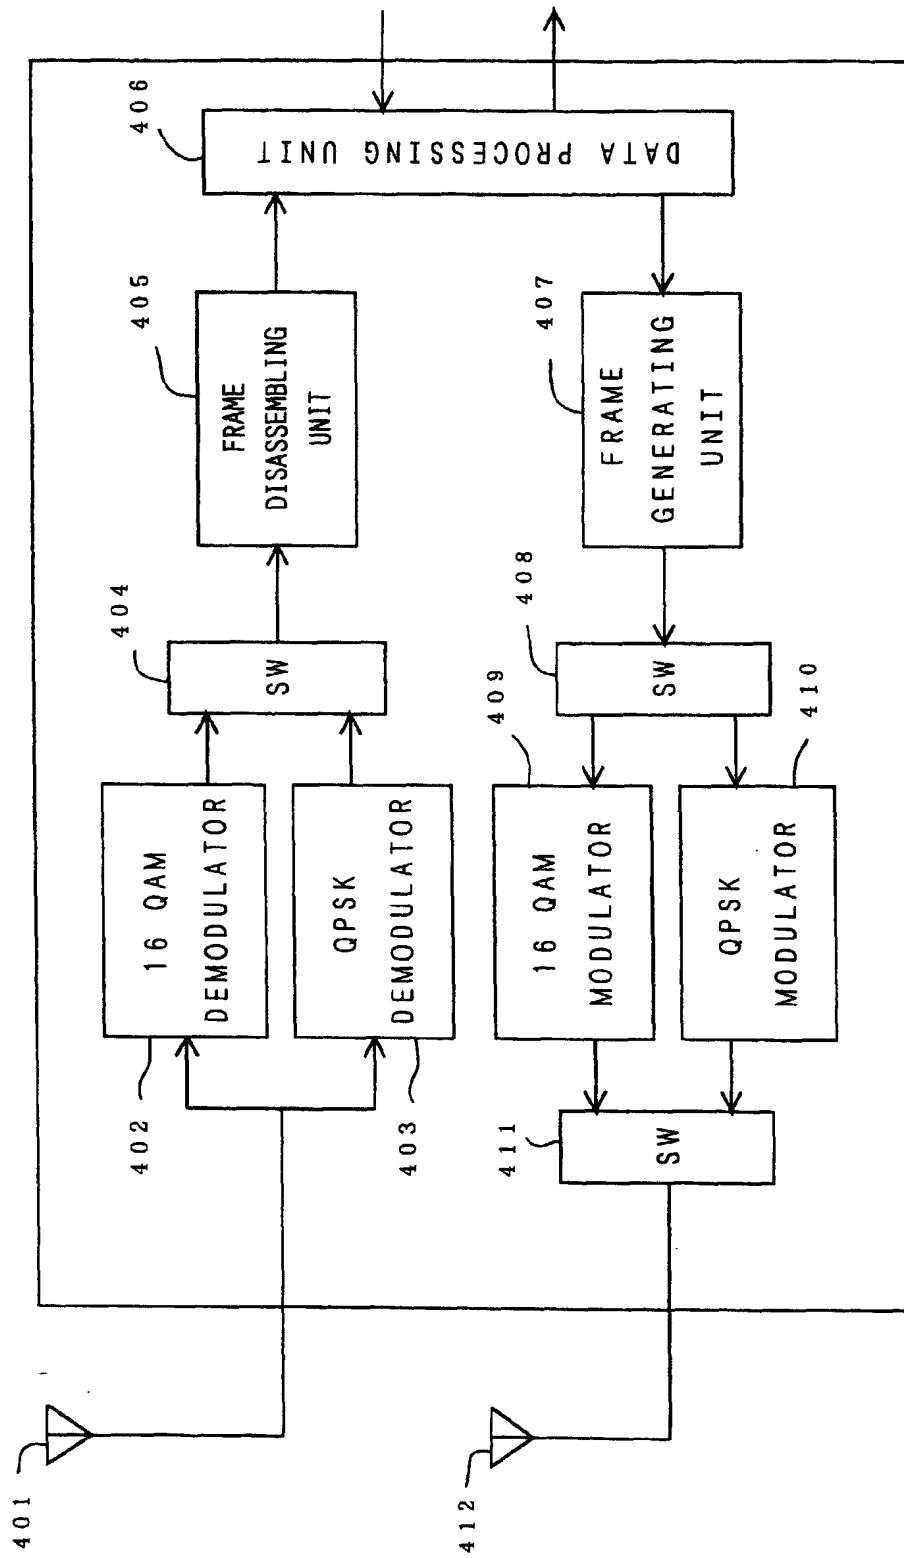 401
402
16 QAM
DEMODULATOR
403
QPSK
DEMODULATOR
404
SW
405
FRAME
DISASSEMBLING
UNIT
406
DATA PROCESSING UNIT
407
FRAME
GENERATING
UNIT
408
SW
409
16 QAM
MODULATOR
410
QPSK
MODULATOR
411
SW
412